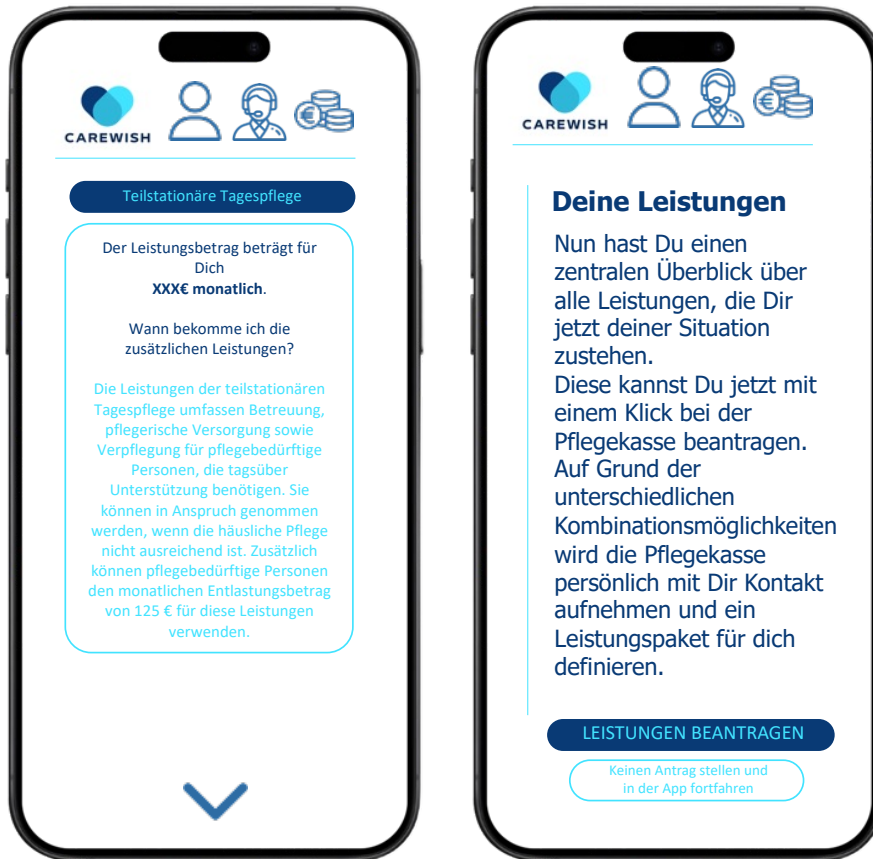 CAREWISH
Teilstationäre Tagespflege
Der Leistungsbetrag beträgt für
Dich
XXX€ monatlich.
Wann bekomme ich die
zusätzlichen Leistungen?
Die Leistungen der teilstationären
Tagespflege umfassen Betreuung,
pflegerische Versorgung sowie
Verpflegung für pflegebedürftige
Personen, die tagsüber
Unterstützung benötigen. Sie
können in Anspruch genommen
werden, wenn die häusliche Pflege
nicht ausreichend ist. Zusätzlich
können pflegebedürftige Personen
den monatlichen Entlastungsbetrag
von 125 € für diese Leistungen
verwenden.
CAREWISH
Deine Leistungen
Nun hast Du einen
zentralen Überblick über
alle Leistungen, die Dir
jetzt deiner Situation
zustehen.
Diese kannst Du jetzt mit
einem Klick bei der
Pflegekasse beantragen.
Auf Grund der
unterschiedlichen
Kombinationsmöglichkeiten
wird die Pflegekasse
persönlich mit Dir Kontakt
aufnehmen und ein
Leistungspaket für dich
definieren.
LEISTUNGEN BEANTRAGEN
Keinen Antrag stellen und
in der App fortfahren